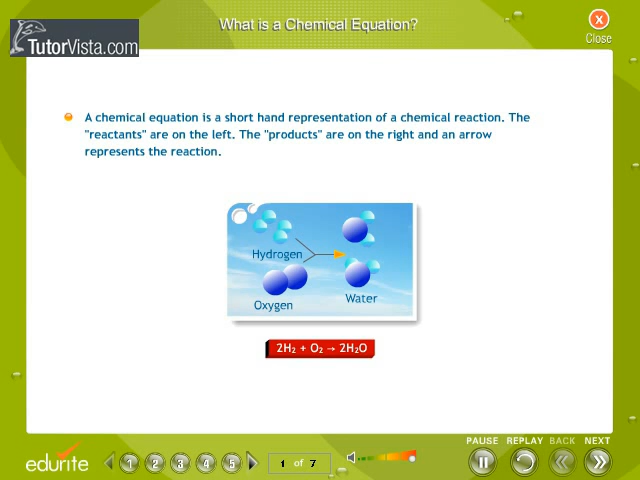 What is a Chemical Equation?
X
Close
TutorVista.com
A chemical equation is a short hand representation of a chemical reaction. The
"reactants" are on the left. The "products" are on the right and an arrow
represents the reaction.
Hydrogen
Oxygen
Water
2H₂ + O₂ → 2H₂O
PAUSE REPLAY BACK NEXT
edurite
1 2 3 4 5
1 of 7